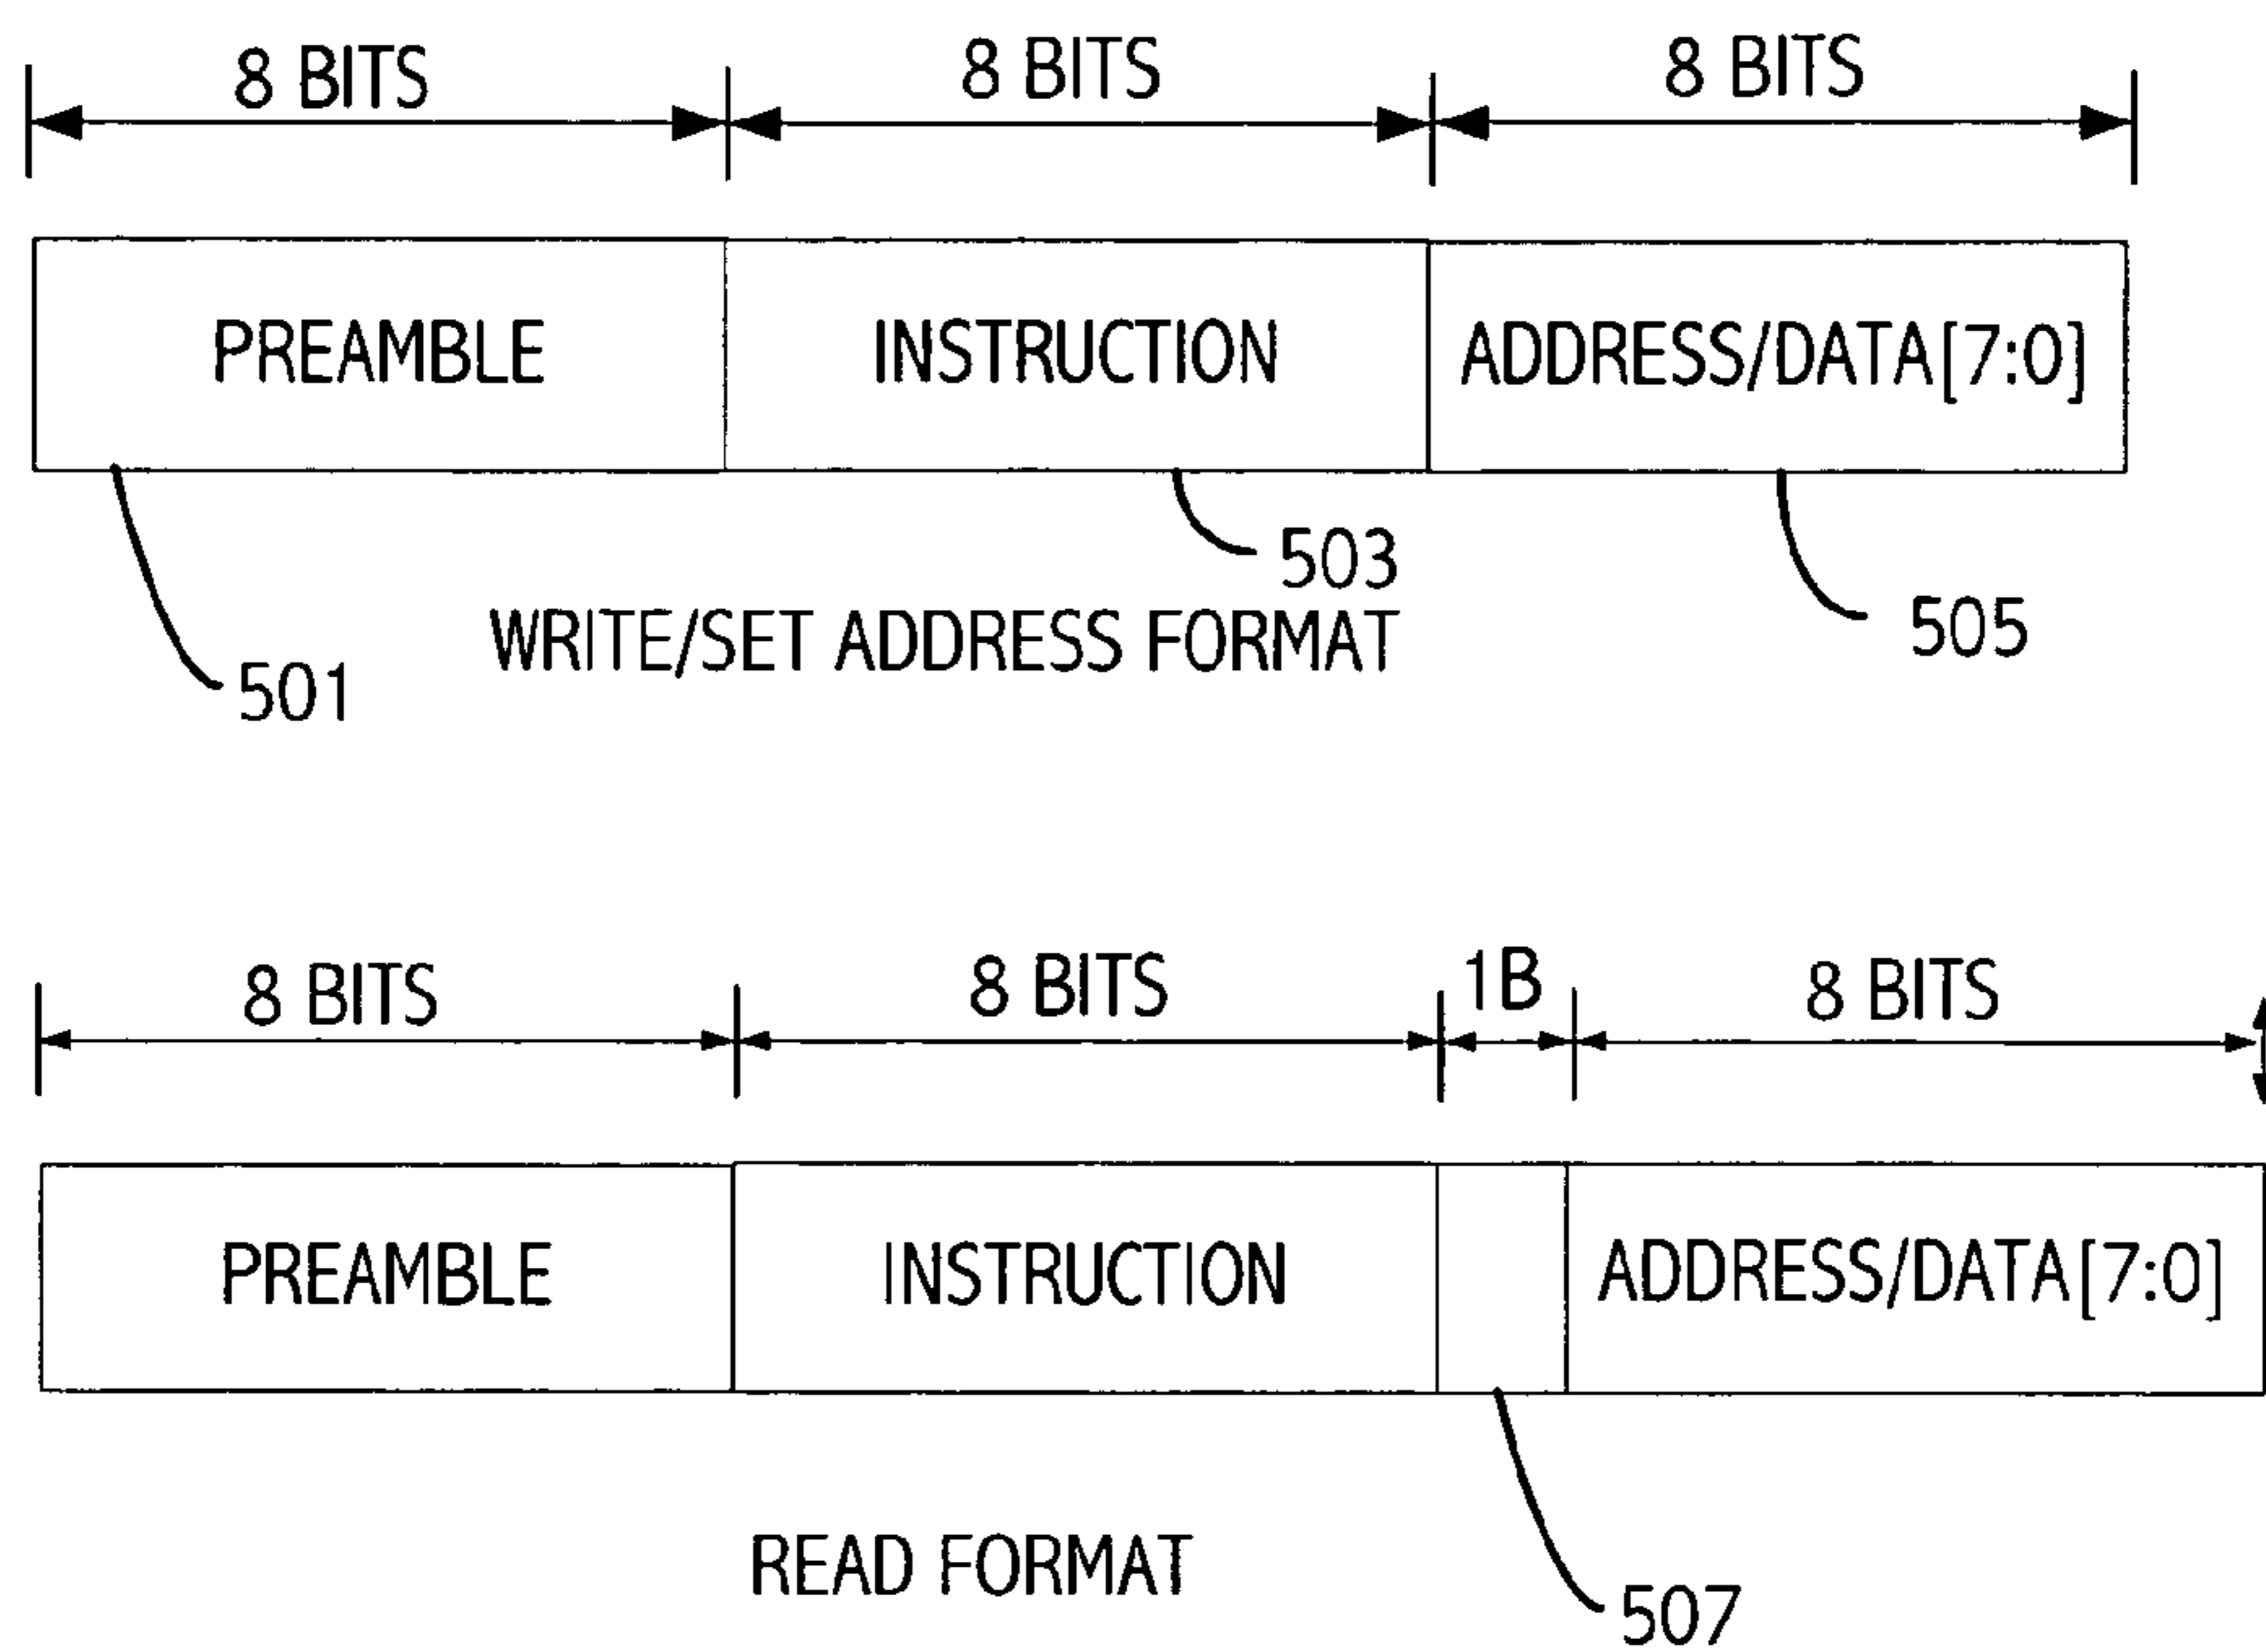 8 BITS 8 BITS 8 BITS
PREAMBLE INSTRUCTION ADDRESS/DATA[7:0]
503
WRITE/SET ADDRESS FORMAT 505
501
8 BITS 8 BITS 1B 8 BITS
PREAMBLE INSTRUCTION ADDRESS/DATA[7:0]
READ FORMAT
507